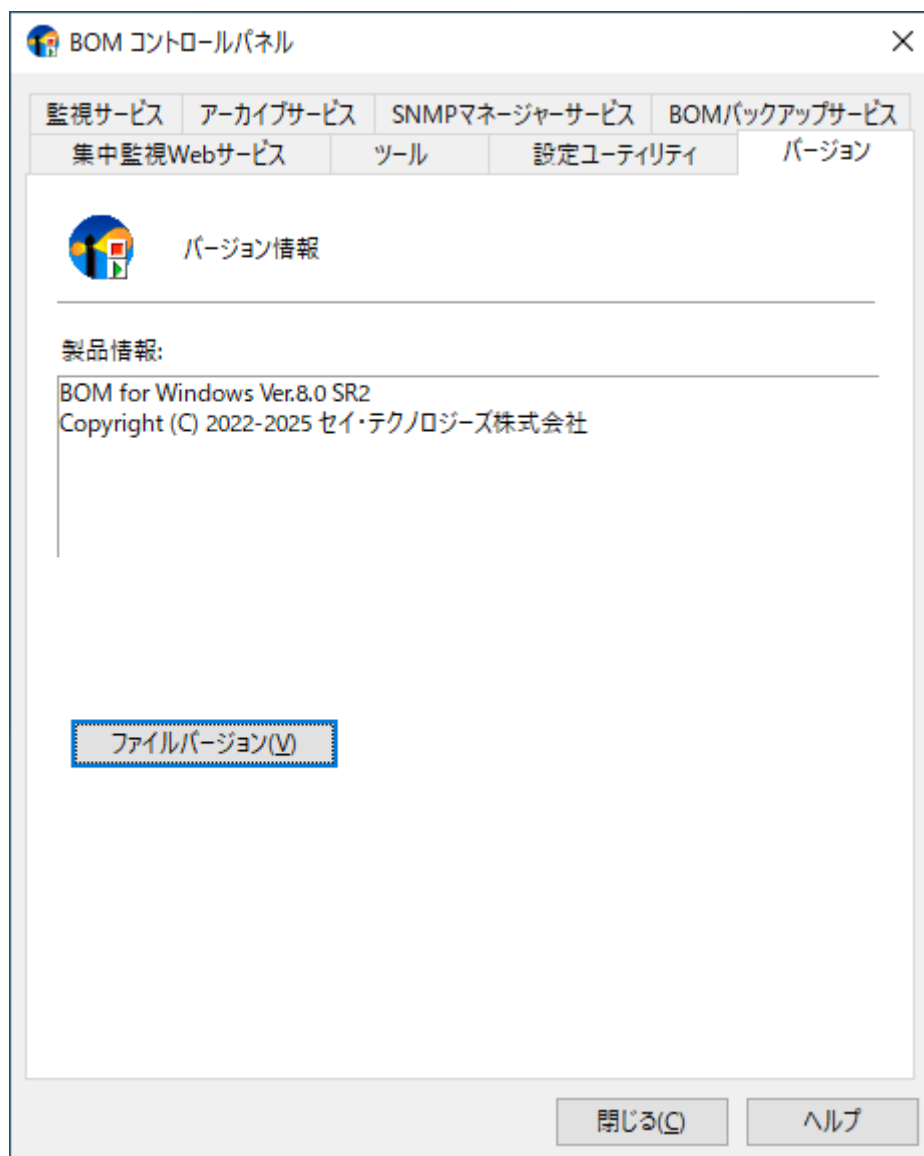 BOM コントロールパネル
監視サービス アーカイブサービス SNMPマネージャーサービス BOMバックアップサービス
集中監視Webサービス ツール 設定ユーティリティ バージョン
バージョン情報
製品情報:
BOM for Windows Ver.8.0 SR2
Copyright (C) 2022-2025 セイ・テクノロジーズ株式会社
ファイルバージョン(V)
閉じる(C) ヘルプ